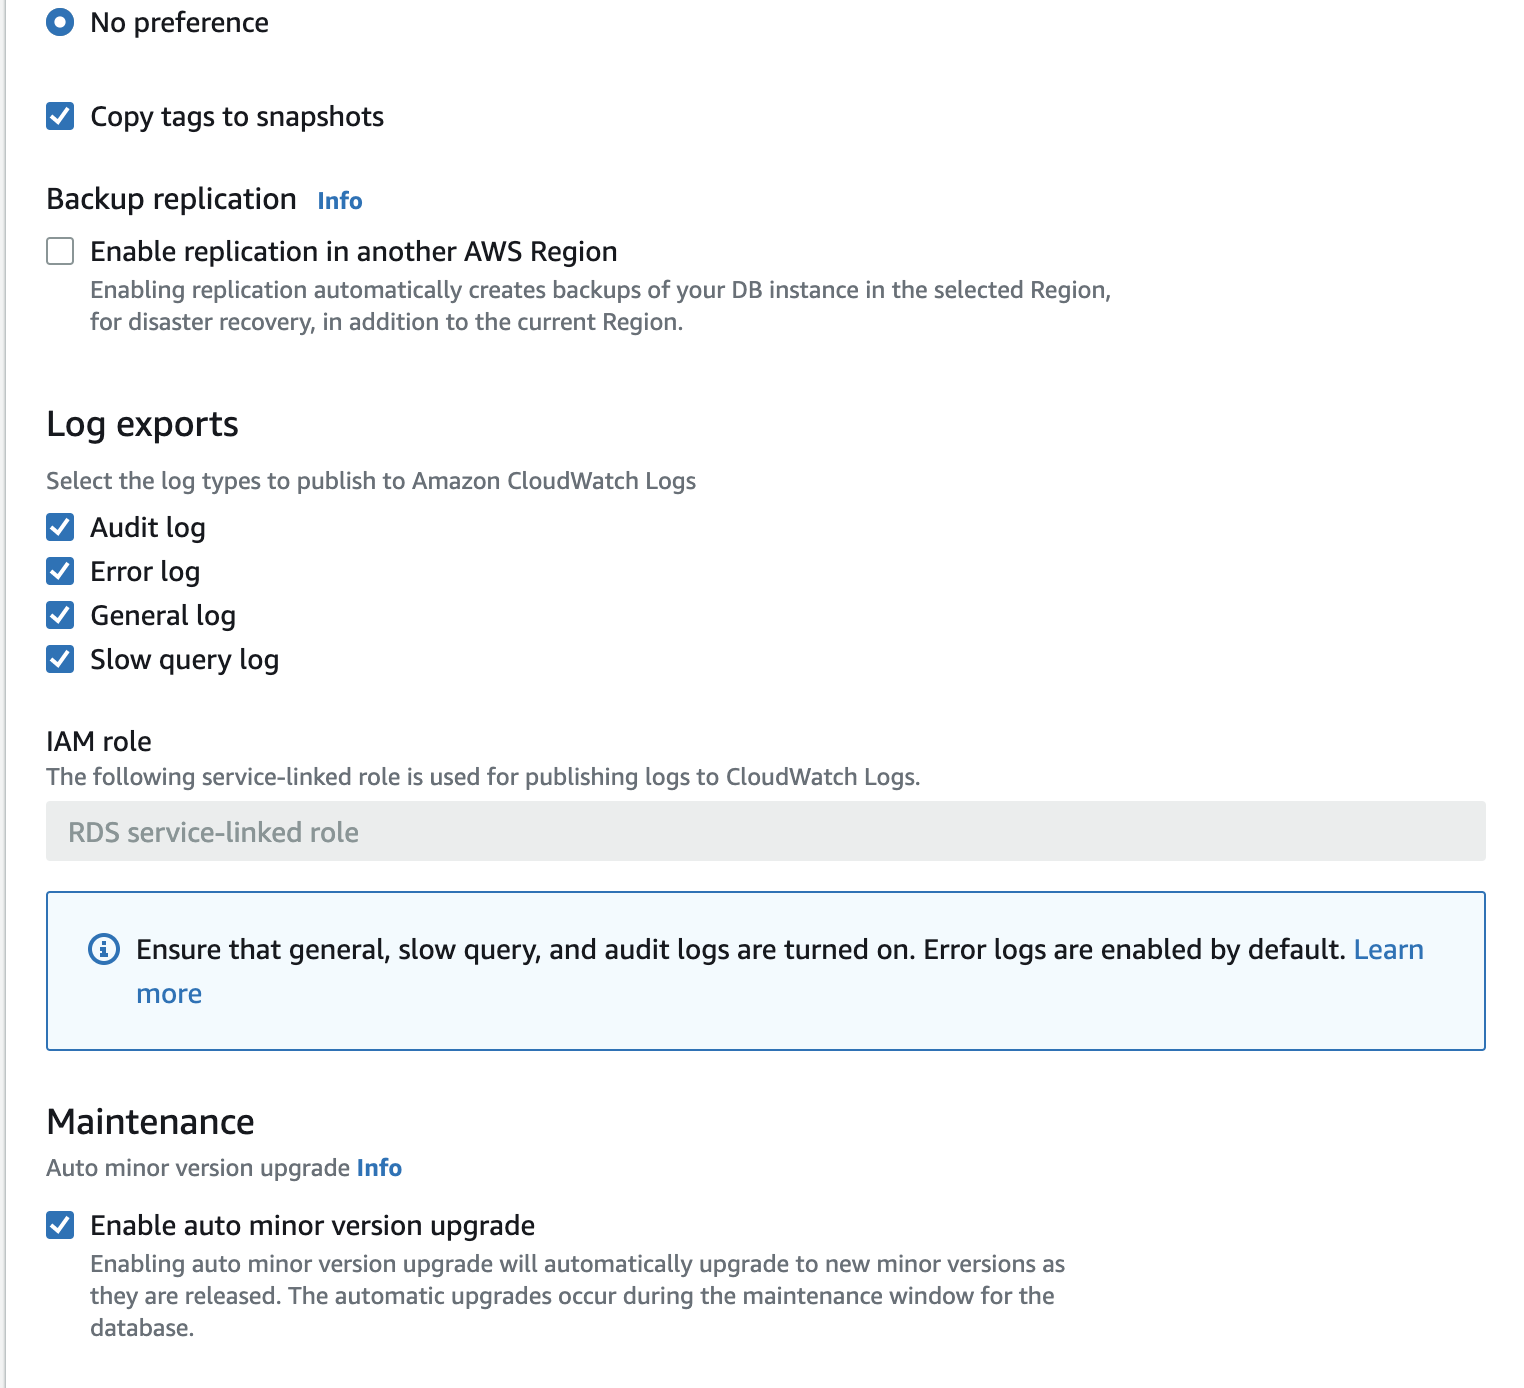 No preference
Copy tags to snapshots
Backup replication Info
Enable replication in another AWS Region
Enabling replication automatically creates backups of your DB instance in the selected Region,
for disaster recovery, in addition to the current Region.
Log exports
Select the log types to publish to Amazon CloudWatch Logs
Audit log
Error log
General log
Slow query log
IAM role
The following service-linked role is used for publishing logs to CloudWatch Logs.
RDS service-linked role
Ensure that general, slow query, and audit logs are turned on. Error logs are enabled by default. Learn
more
Maintenance
Auto minor version upgrade Info
Enable auto minor version upgrade
Enabling auto minor version upgrade will automatically upgrade to new minor versions as
they are released. The automatic upgrades occur during the maintenance window for the
database.